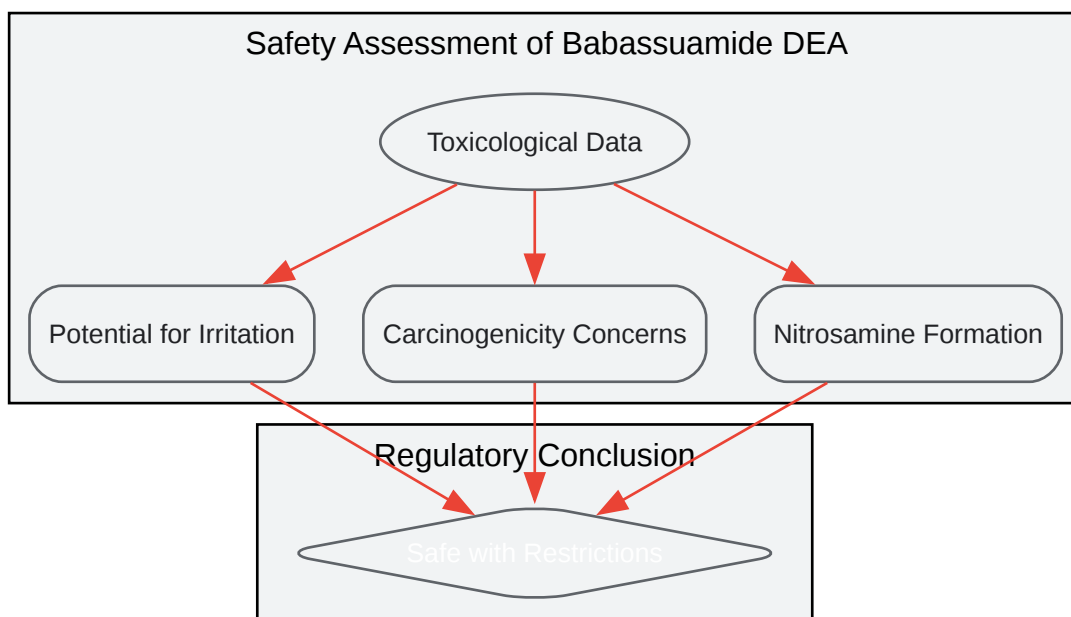 Safety Assessment of Babassuamide DEA
Toxicological Data
Potential for Irritation
Carcinogenicity Concerns
Nitrosamine Formation
Regulatory Conclusion
Safe with Restrictions